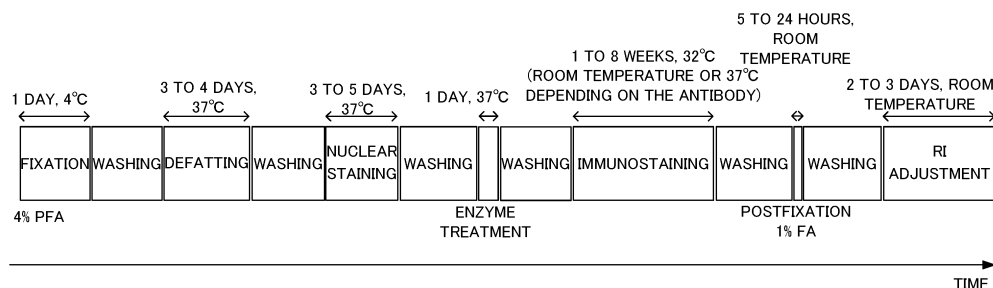 5 TO 24 HOURS,
ROOM
TEMPERATURE
1 TO 8 WEEKS, 32℃
(ROOM TEMPERATURE OR 37℃
DEPENDING ON THE ANTIBODY)
3 TO 4 DAYS,
37℃
3 TO 5 DAYS,
37℃
2 TO 3 DAYS, ROOM
TEMPERATURE
1 DAY, 4℃
1 DAY, 37℃
FIXATION
WASHING
DEFATTING
WASHING
NUCLEAR
STAINING
WASHING
WASHING
IMMUNOSTAINING
WASHING
WASHING
RI
ADJUSTMENT
4% PFA
ENZYME
TREATMENT
POSTFIXATION
1% FA
TIME